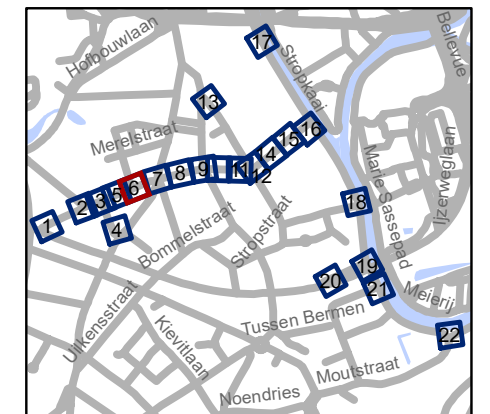 Hofbouwlaan
17
Stropkaai
Bellevue
13
Merelstraat
16
15
14
12
11
9
8
7
6
5
3
2
1
4
Marie Sassepad
Ijzerweglaan
Bommelstraat
Stropstraat
18
19
20
21
Meierij
22
Uilkensstraat
Kievitlaan
Tussen Bermen
Moutstraat
Noendries